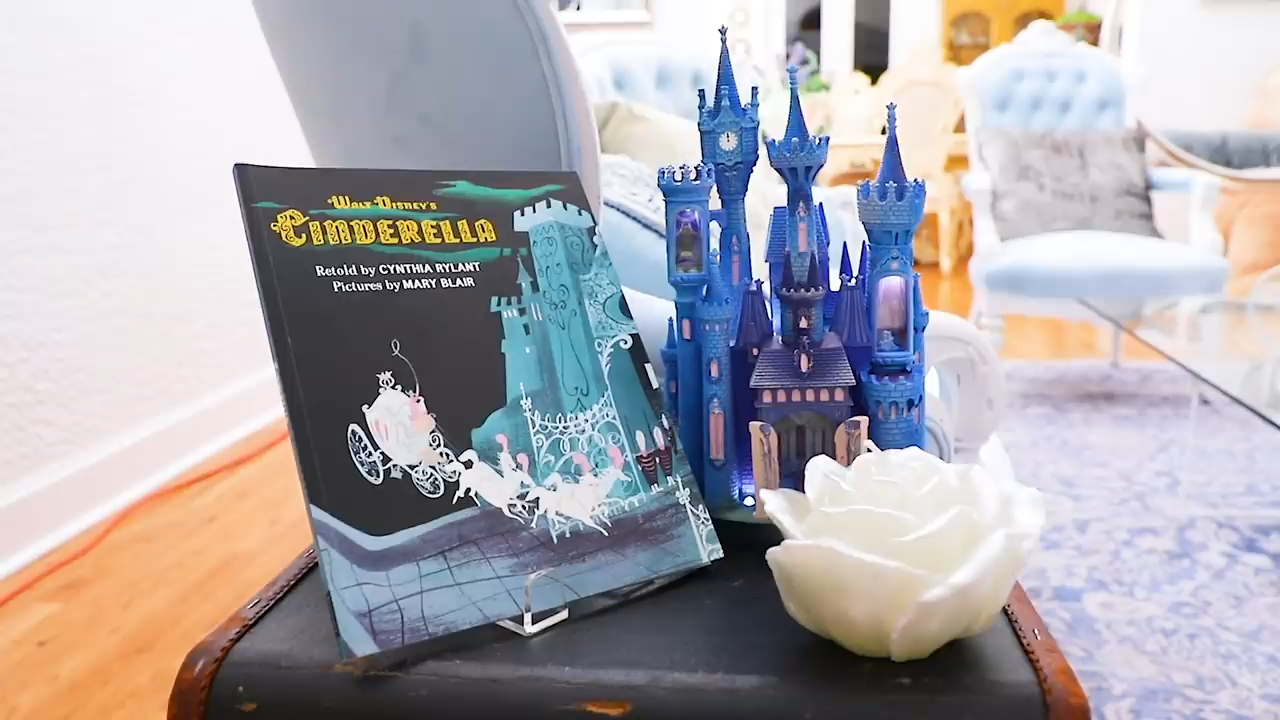 WALT DISNEY'S
CINDERELLA
Retold by CYNTHIA RYLANT
Pictures by MARY BLAIR